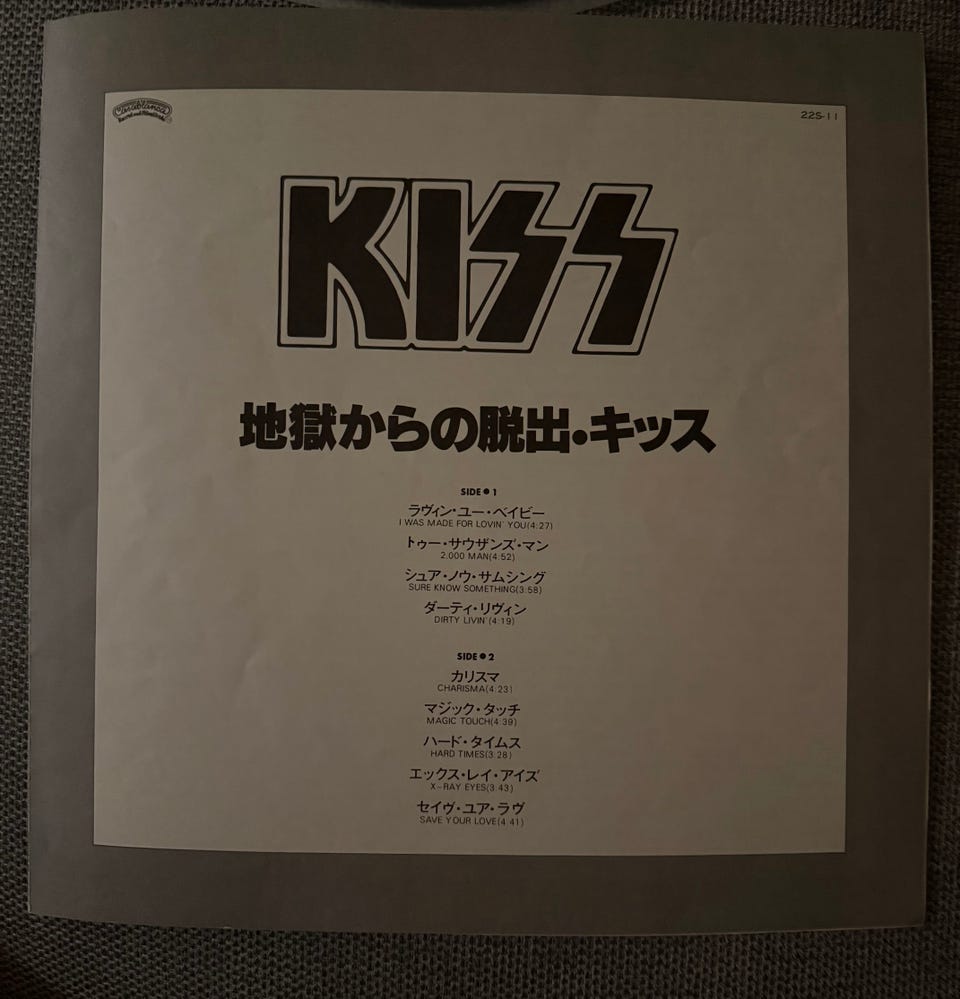 Casablanca
Record and FilmWorks
22S-11
KISS
地獄からの脱出・キッス
SIDE●1
ラヴィン・ユー・ベイビー
I WAS MADE FOR LOVIN' YOU(4:27)
トゥー・サウザンズ・マン
2.000 MAN(4:52)
シュア・ノウ・サムシング
SURE KNOW SOMETHING(3:58)
ダーティ・リヴィン
DIRTY LIVIN'(4:19)
SIDE●2
カリスマ
CHARISMA(4:23)
マジック・タッチ
MAGIC TOUCH(4:39)
ハード・タイムス
HARD TIMES(3:28)
エックス・レイ・アイズ
X-RAY EYES(3:43)
セイヴ・ユア・ラヴ
SAVE YOUR LOVE(4:41)